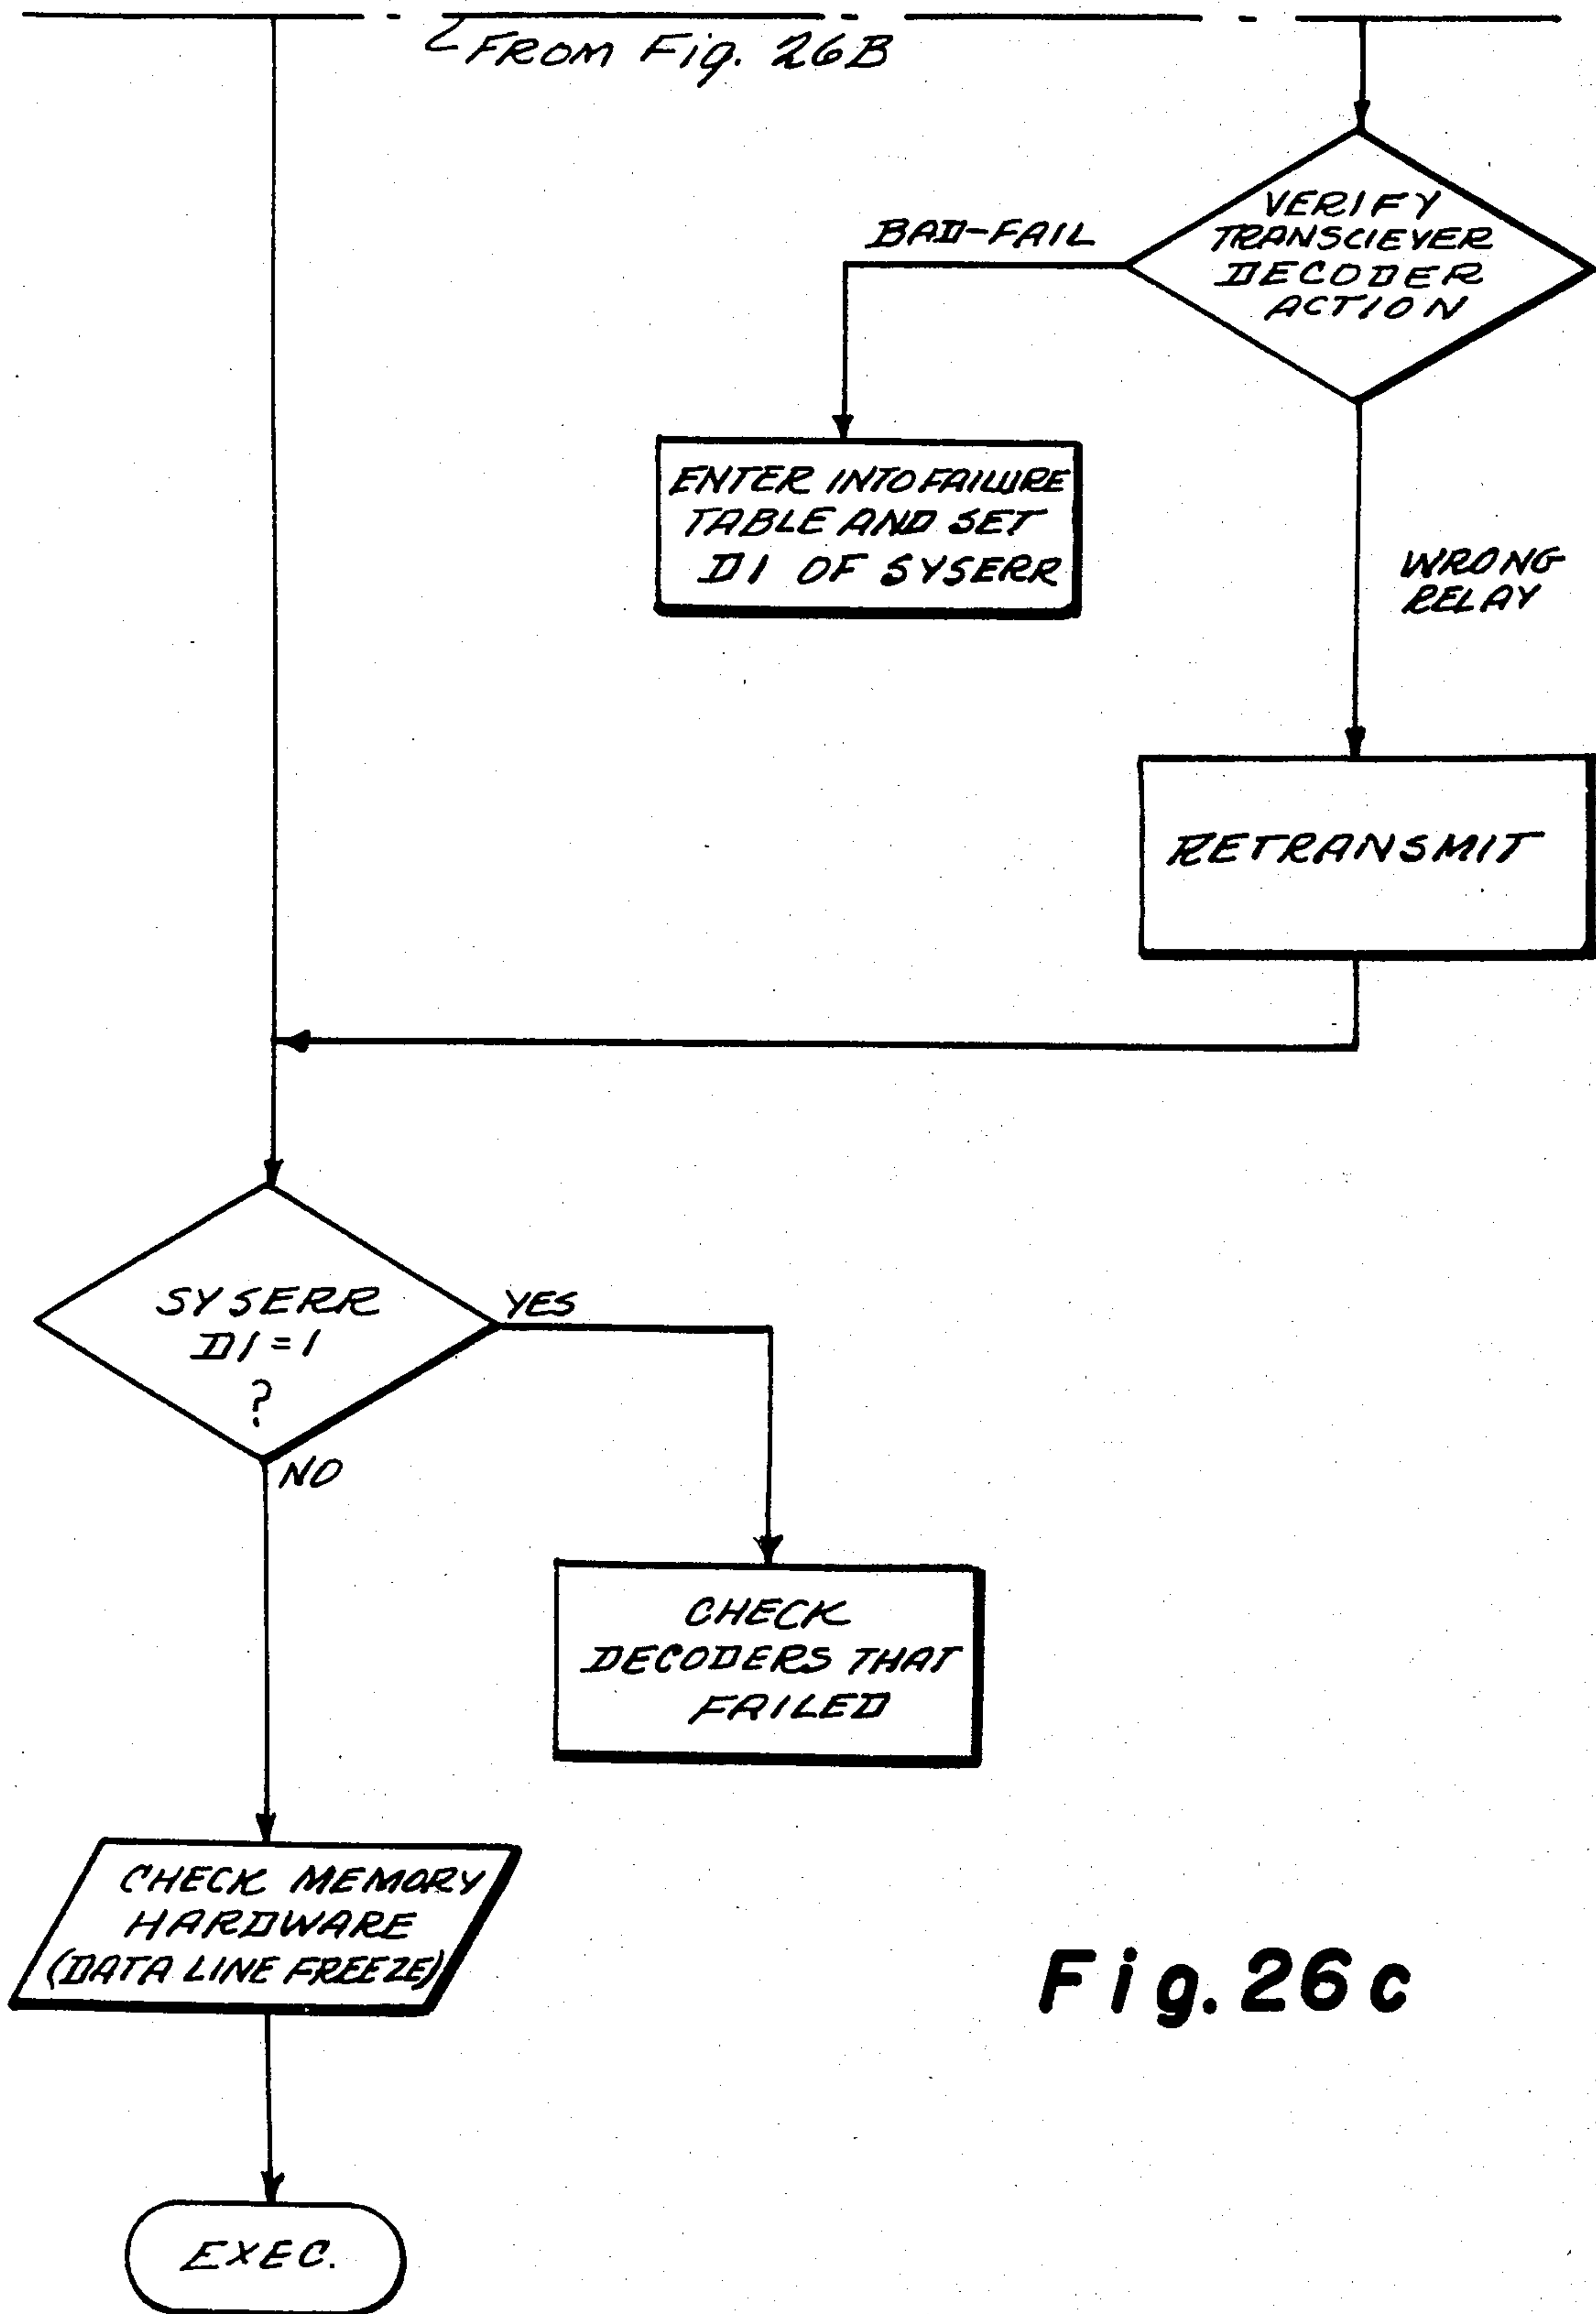 FROM Fig. 26B
VERIFY
TRANSCIEVER
DECODER
ACTION
BAD-FAIL
ENTER INTO FAILURE
TABLE AND SET
D1 OF SYSERR
WRONG
RELAY
RETRANSMIT
SYSERR
D1=1
?
YES
NO
CHECK
DECODERS THAT
FAILED
CHECK MEMORY
HARDWARE
(DATA LINE FREEZE)
Fig. 26c
EXEC.